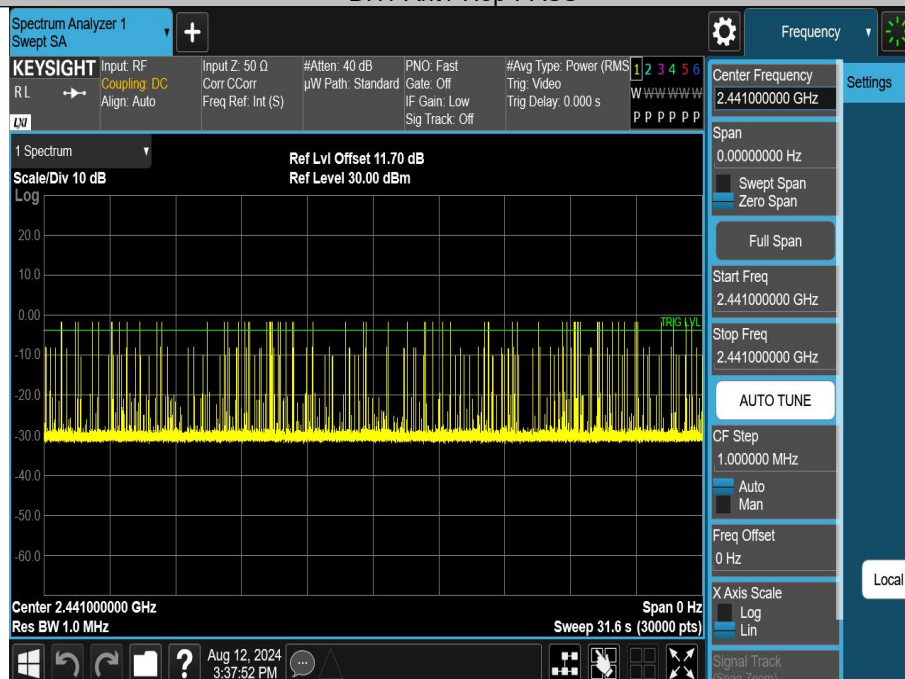 Spectrum Analyzer 1
Swept SA
+
Frequency
KEYSIGHT
RL
LXI
Input: RF
Coupling: DC
Align: Auto
Input Z: 50 Ω
Corr CCorr
Freq Ref: Int (S)
#Atten: 40 dB
µW Path: Standard
PNO: Fast
Gate: Off
IF Gain: Low
Sig Track: Off
#Avg Type: Power (RMS
Trig: Video
Trig Delay: 0.000 s
1 2 3 4 5 6
W W W W W W
P P P P P P
1 Spectrum
Scale/Div 10 dB
Log
Ref Lvl Offset 11.70 dB
Ref Level 30.00 dBm
20.0
10.0
0.00
-10.0
-20.0
-30.0
-40.0
-50.0
-60.0
TRIG LVL
Center 2.441000000 GHz
Res BW 1.0 MHz
Span 0 Hz
Sweep 31.6 s (30000 pts)
Center Frequency
2.441000000 GHz
Settings
Span
0.00000000 Hz
Swept Span
Zero Span
Full Span
Start Freq
2.441000000 GHz
Stop Freq
2.441000000 GHz
AUTO TUNE
CF Step
1.000000 MHz
Auto
Man
Freq Offset
0 Hz
Local
X Axis Scale
Log
Lin
Signal Track
(Span Zoom)
?
Aug 12, 2024
3:37:52 PM